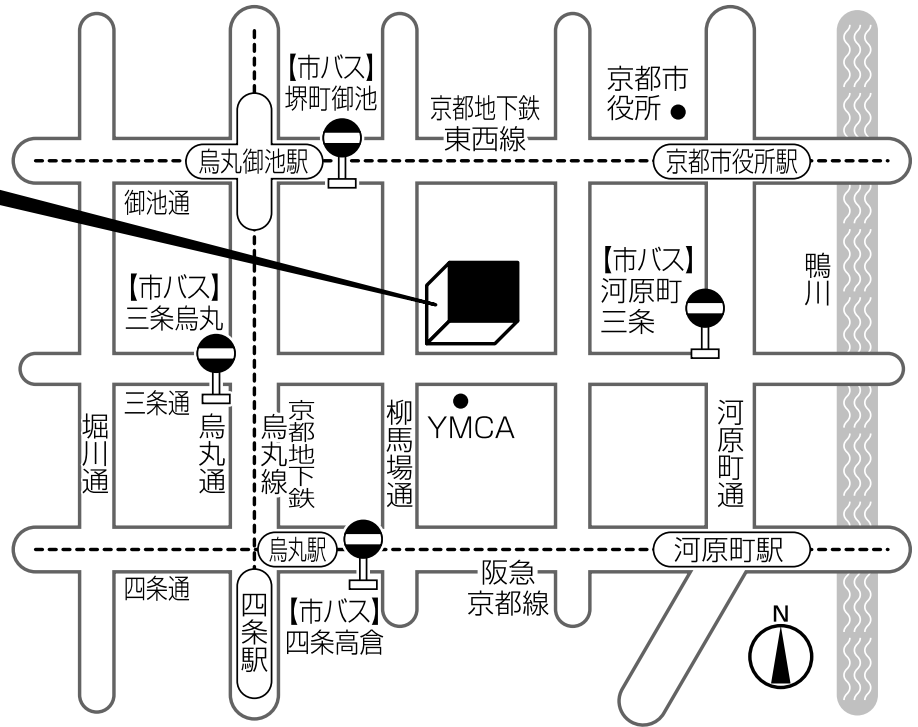 【市バス】
堺町御池
京都地下鉄
東西線
京都市
役所
烏丸御池駅
京都市役所駅
御池通
【市バス】
三条烏丸
【市バス】
河原町
三条
鴨川
三条通
YMCA
堀川通
烏丸通
京都地下鉄
烏丸線
柳馬場通
河原町通
烏丸駅
河原町駅
四条通
四条駅
【市バス】
四条高倉
阪急
京都線
N